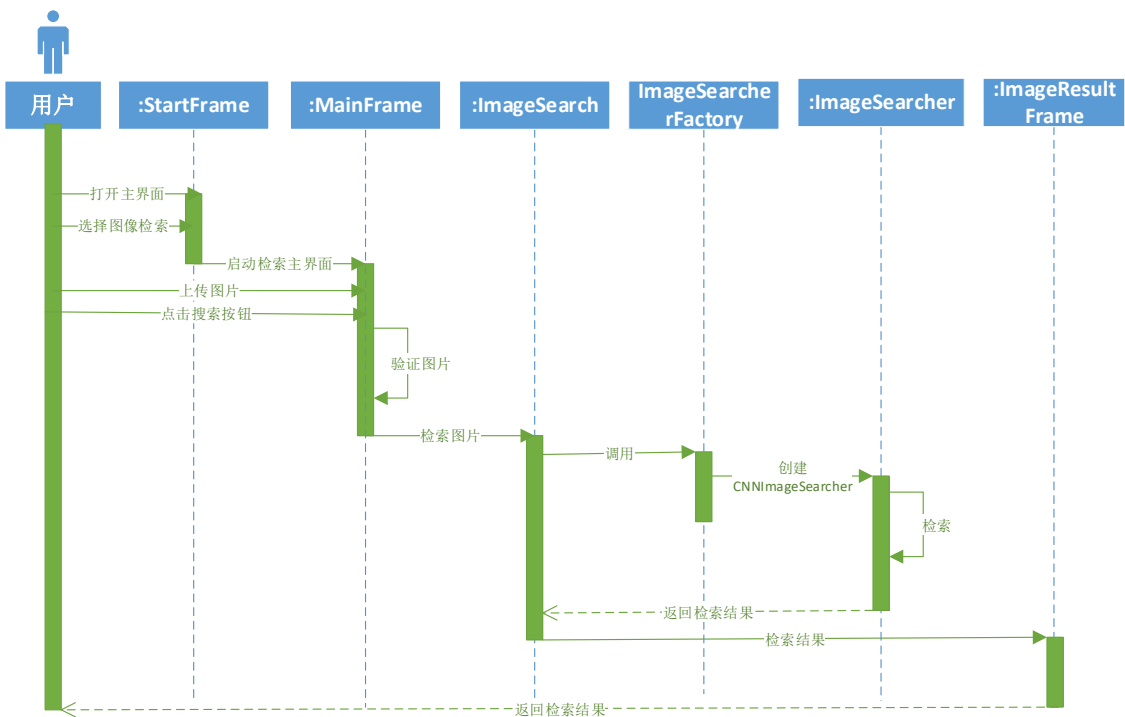 用户
:StartFrame
:MainFrame
:ImageSearch
ImageSearche
rFactory
:ImageSearcher
:ImageResult
Frame
打开主界面
选择图像检索
启动检索主界面
上传图片
点击搜索按钮
验证图片
检索图片
调用
创建
CNNImageSearcher
检索
返回检索结果
检索结果
返回检索结果